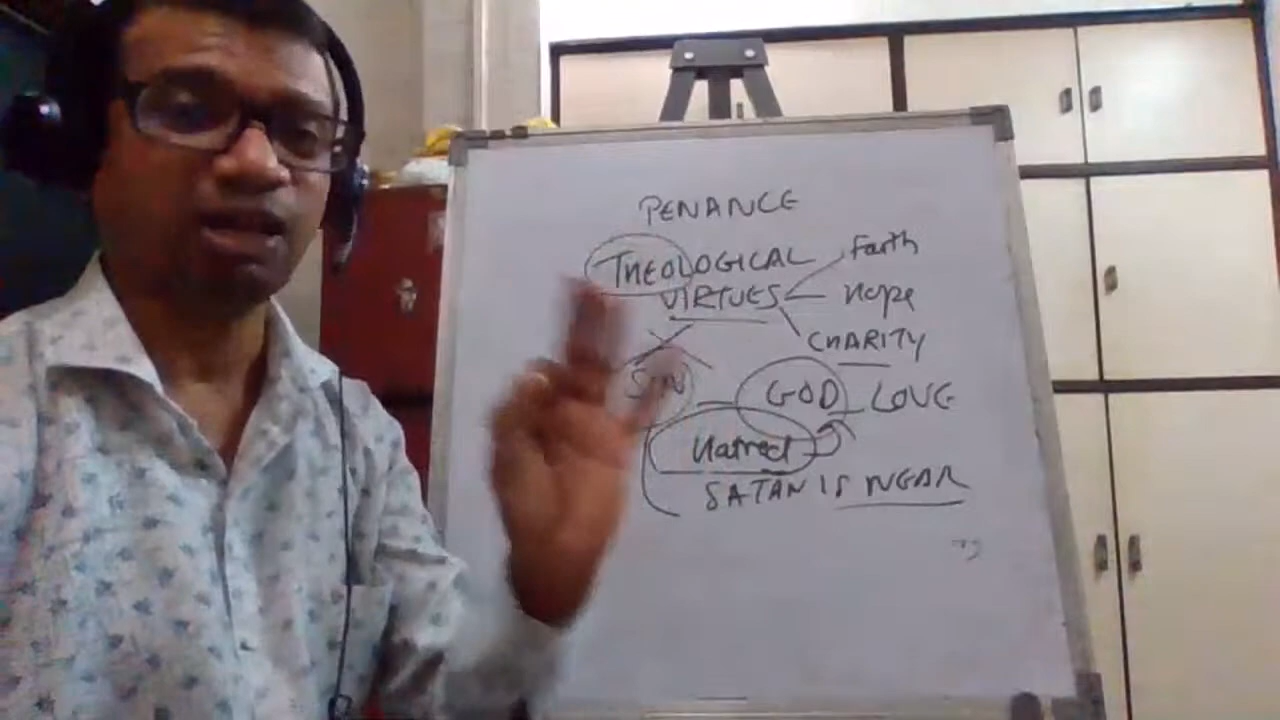 PENANCE
THEOLOGICAL Faith
VIRTUES Hope
CHARITY
SIN GOD LOVE
Hatred
SATAN IS NEAR